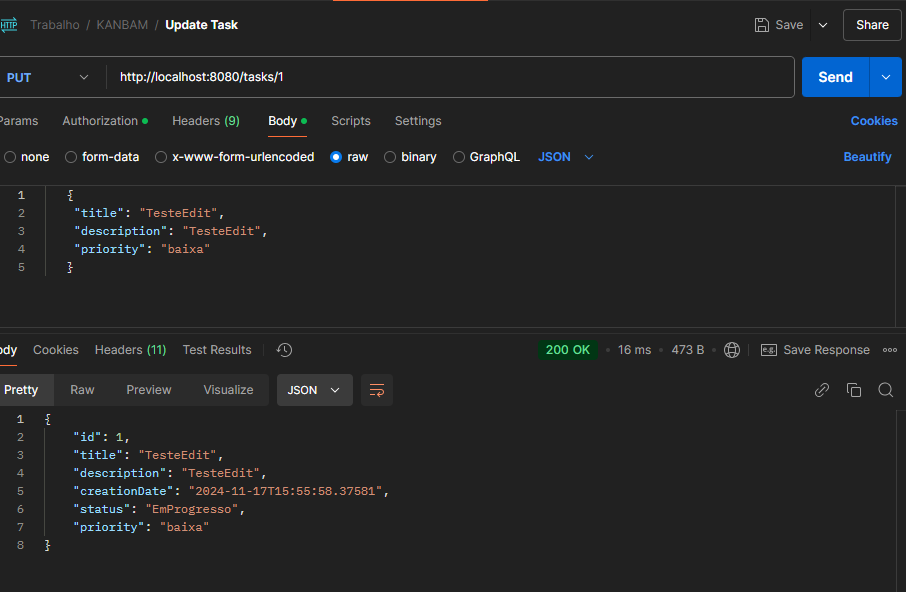 HTTP Trabalho / KANBAM / Update Task Save Share
PUT http://localhost:8080/tasks/1 Send
Params Authorization Headers (9) Body Scripts Settings Cookies
none form-data x-www-form-urlencoded raw binary GraphQL JSON Beautify
1 {
2 "title": "TesteEdit",
3 "description": "TesteEdit",
4 "priority": "baixa"
5 }
Body Cookies Headers (11) Test Results 200 OK 16 ms 473 B e.g. Save Response
Pretty Raw Preview Visualize JSON
1 {
2 "id": 1,
3 "title": "TesteEdit",
4 "description": "TesteEdit",
5 "creationDate": "2024-11-17T15:55:58.37581",
6 "status": "EmProgresso",
7 "priority": "baixa"
8 }